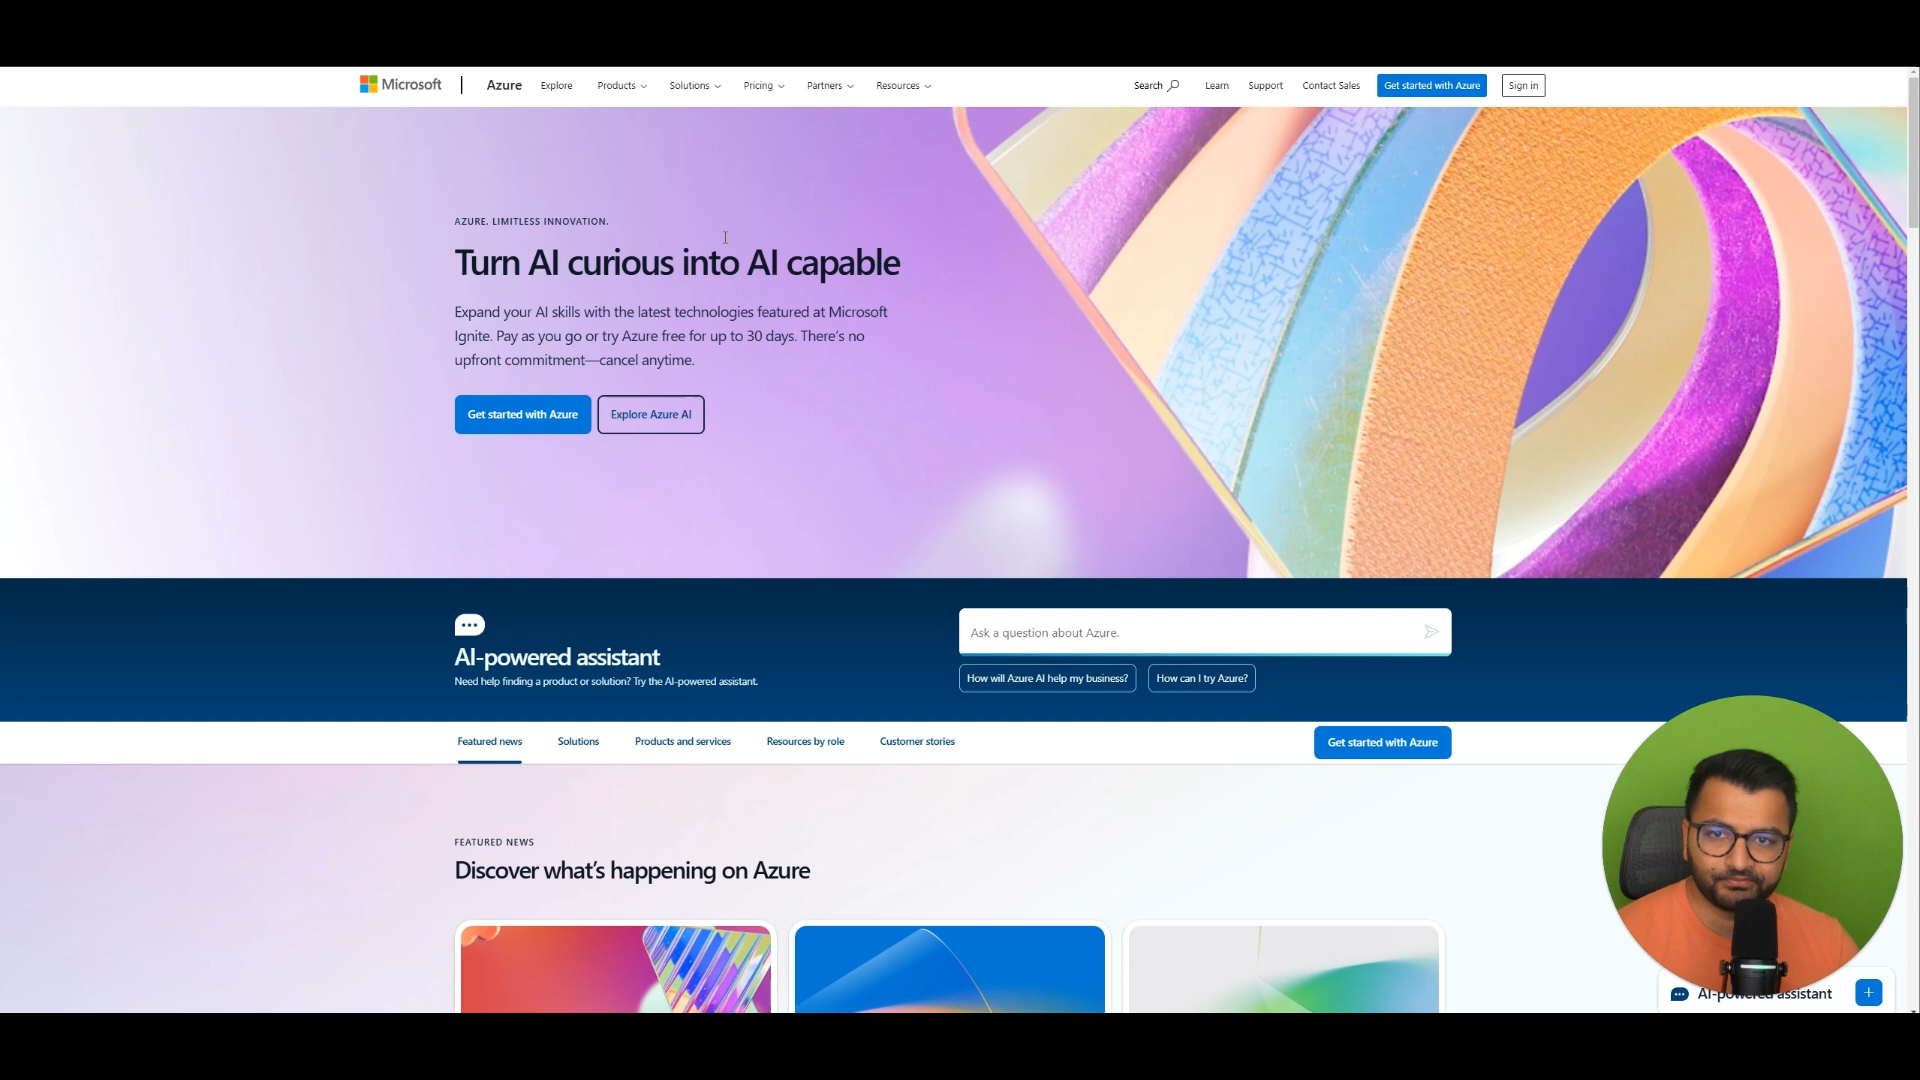 Microsoft
Azure Explore Products Solutions Pricing Partners Resources
Search Learn Support Contact Sales Get started with Azure Sign in
AZURE. LIMITLESS INNOVATION.
Turn AI curious into AI capable
Expand your AI skills with the latest technologies featured at Microsoft
Ignite. Pay as you go or try Azure free for up to 30 days. There's no
upfront commitment—cancel anytime.
Get started with Azure Explore Azure AI
AI-powered assistant
Need help finding a product or solution? Try the AI-powered assistant.
Ask a question about Azure.
How will Azure AI help my business? How can I try Azure?
Featured news Solutions Products and services Resources by role Customer stories Get started with Azure
FEATURED NEWS
Discover what's happening on Azure
AI-powered assistant